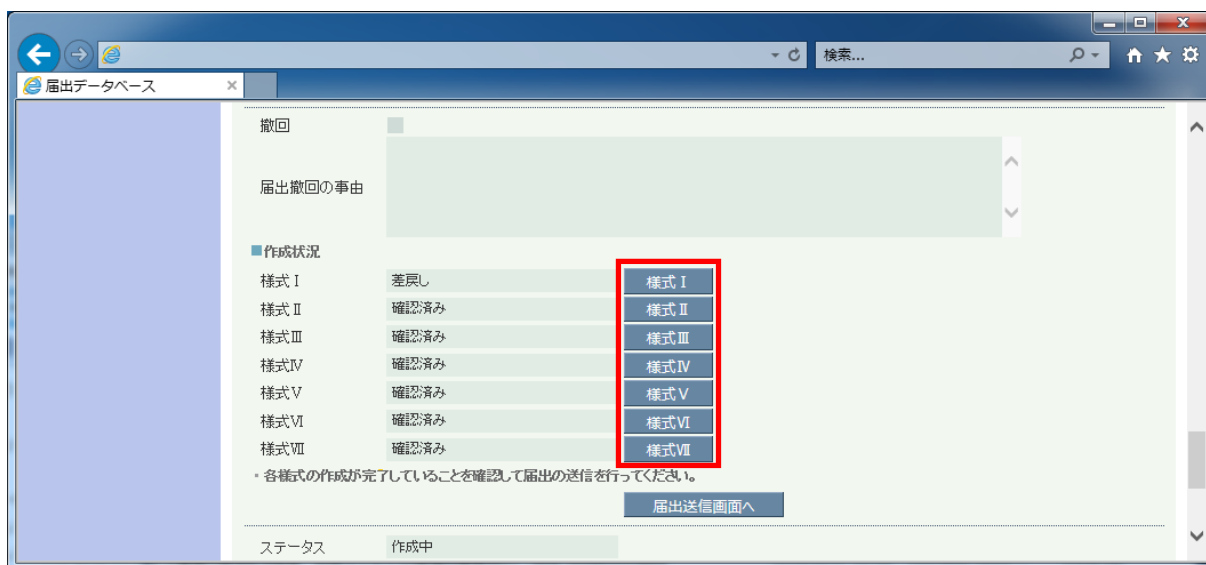 検索...
届出データベース
撤回
届出撤回の事由
■作成状況
様式Ⅰ 差戻し 様式Ⅰ
様式Ⅱ 確認済み 様式Ⅱ
様式Ⅲ 確認済み 様式Ⅲ
様式Ⅳ 確認済み 様式Ⅳ
様式Ⅴ 確認済み 様式Ⅴ
様式Ⅵ 確認済み 様式Ⅵ
様式Ⅶ 確認済み 様式Ⅶ
・各様式の作成が完了していることを確認して届出の送信を行ってください。
届出送信画面へ
ステータス 作成中